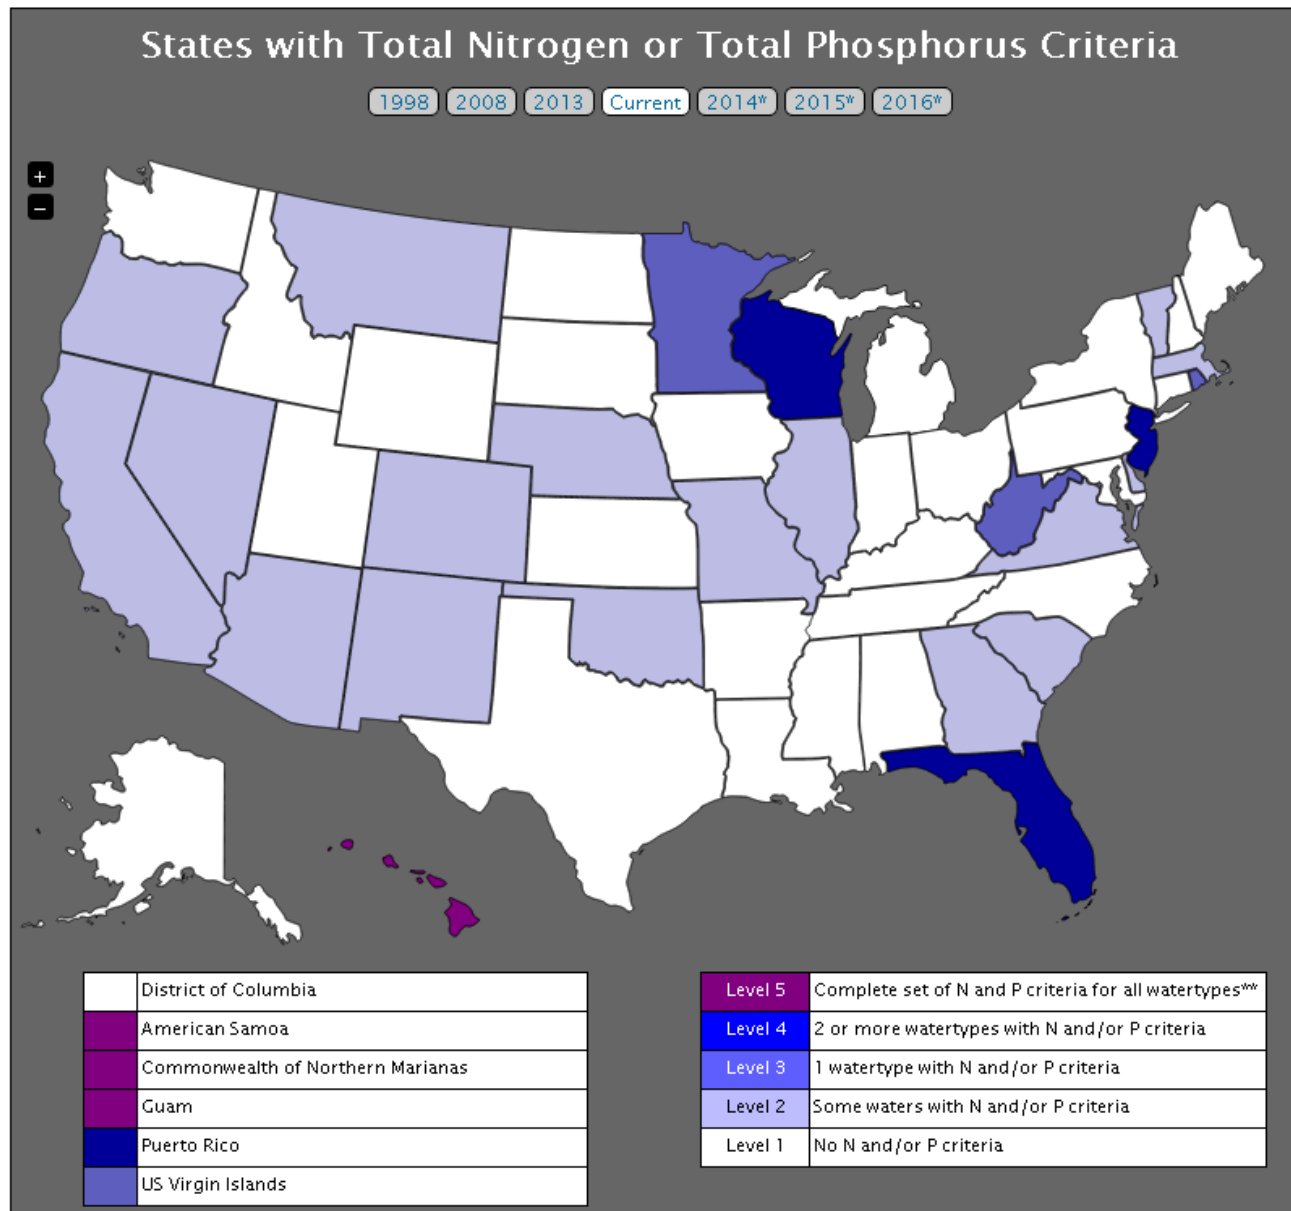 States with Total Nitrogen or Total Phosphorus Criteria
1998 2008 2013 Current 2014* 2015* 2016*
+
−
District of Columbia
American Samoa
Commonwealth of Northern Marianas
Guam
Puerto Rico
US Virgin Islands
Level 5 Complete set of N and P criteria for all watertypes**
Level 4 2 or more watertypes with N and/or P criteria
Level 3 1 watertype with N and/or P criteria
Level 2 Some waters with N and/or P criteria
Level 1 No N and/or P criteria